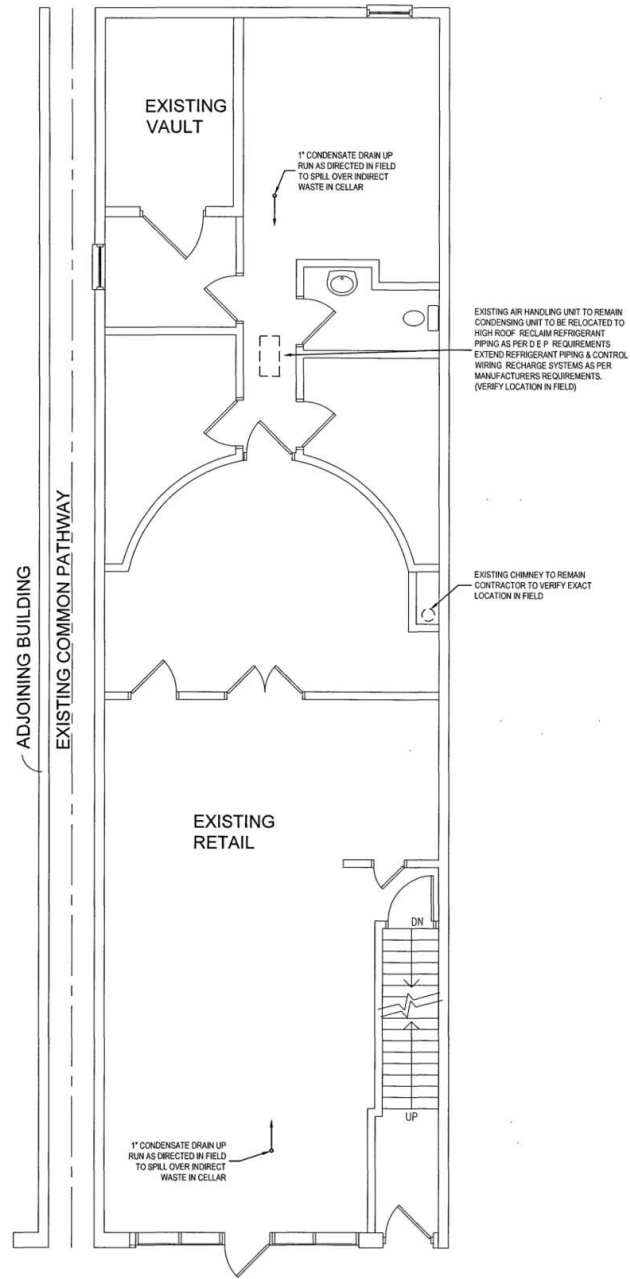 EXISTING
VAULT
1" CONDENSATE DRAIN UP
RUN AS DIRECTED IN FIELD
TO SPILL OVER INDIRECT
WASTE IN CELLAR
EXISTING AIR HANDLING UNIT TO REMAIN
CONDENSING UNIT TO BE RELOCATED TO
HIGH ROOF RECLAIM REFRIGERANT
PIPING AS PER D E P REQUIREMENTS
EXTEND REFRIGERANT PIPING & CONTROL
WIRING RECHARGE SYSTEMS AS PER
MANUFACTURERS REQUIREMENTS.
(VERIFY LOCATION IN FIELD)
EXISTING CHIMNEY TO REMAIN
CONTRACTOR TO VERIFY EXACT
LOCATION IN FIELD
ADJOINING BUILDING
EXISTING COMMON PATHWAY
EXISTING
RETAIL
DN
UP
1" CONDENSATE DRAIN UP
RUN AS DIRECTED IN FIELD
TO SPILL OVER INDIRECT
WASTE IN CELLAR